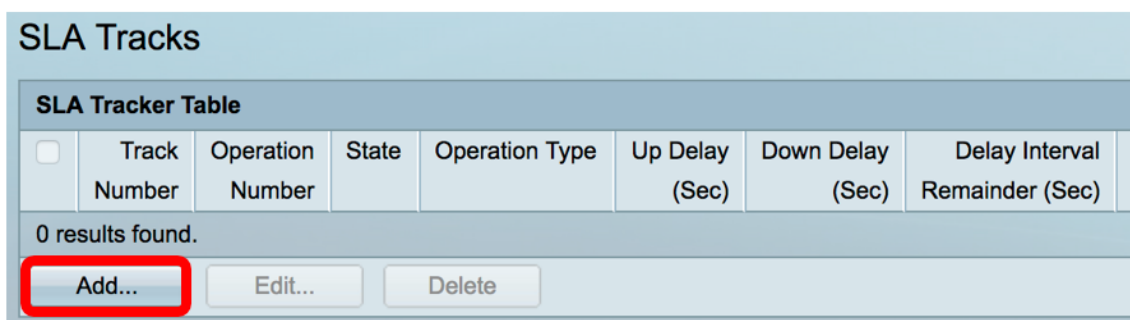 SLA Tracks
SLA Tracker Table
Track Number
Operation Number
State
Operation Type
Up Delay (Sec)
Down Delay (Sec)
Delay Interval Remainder (Sec)
0 results found.
Add...
Edit...
Delete